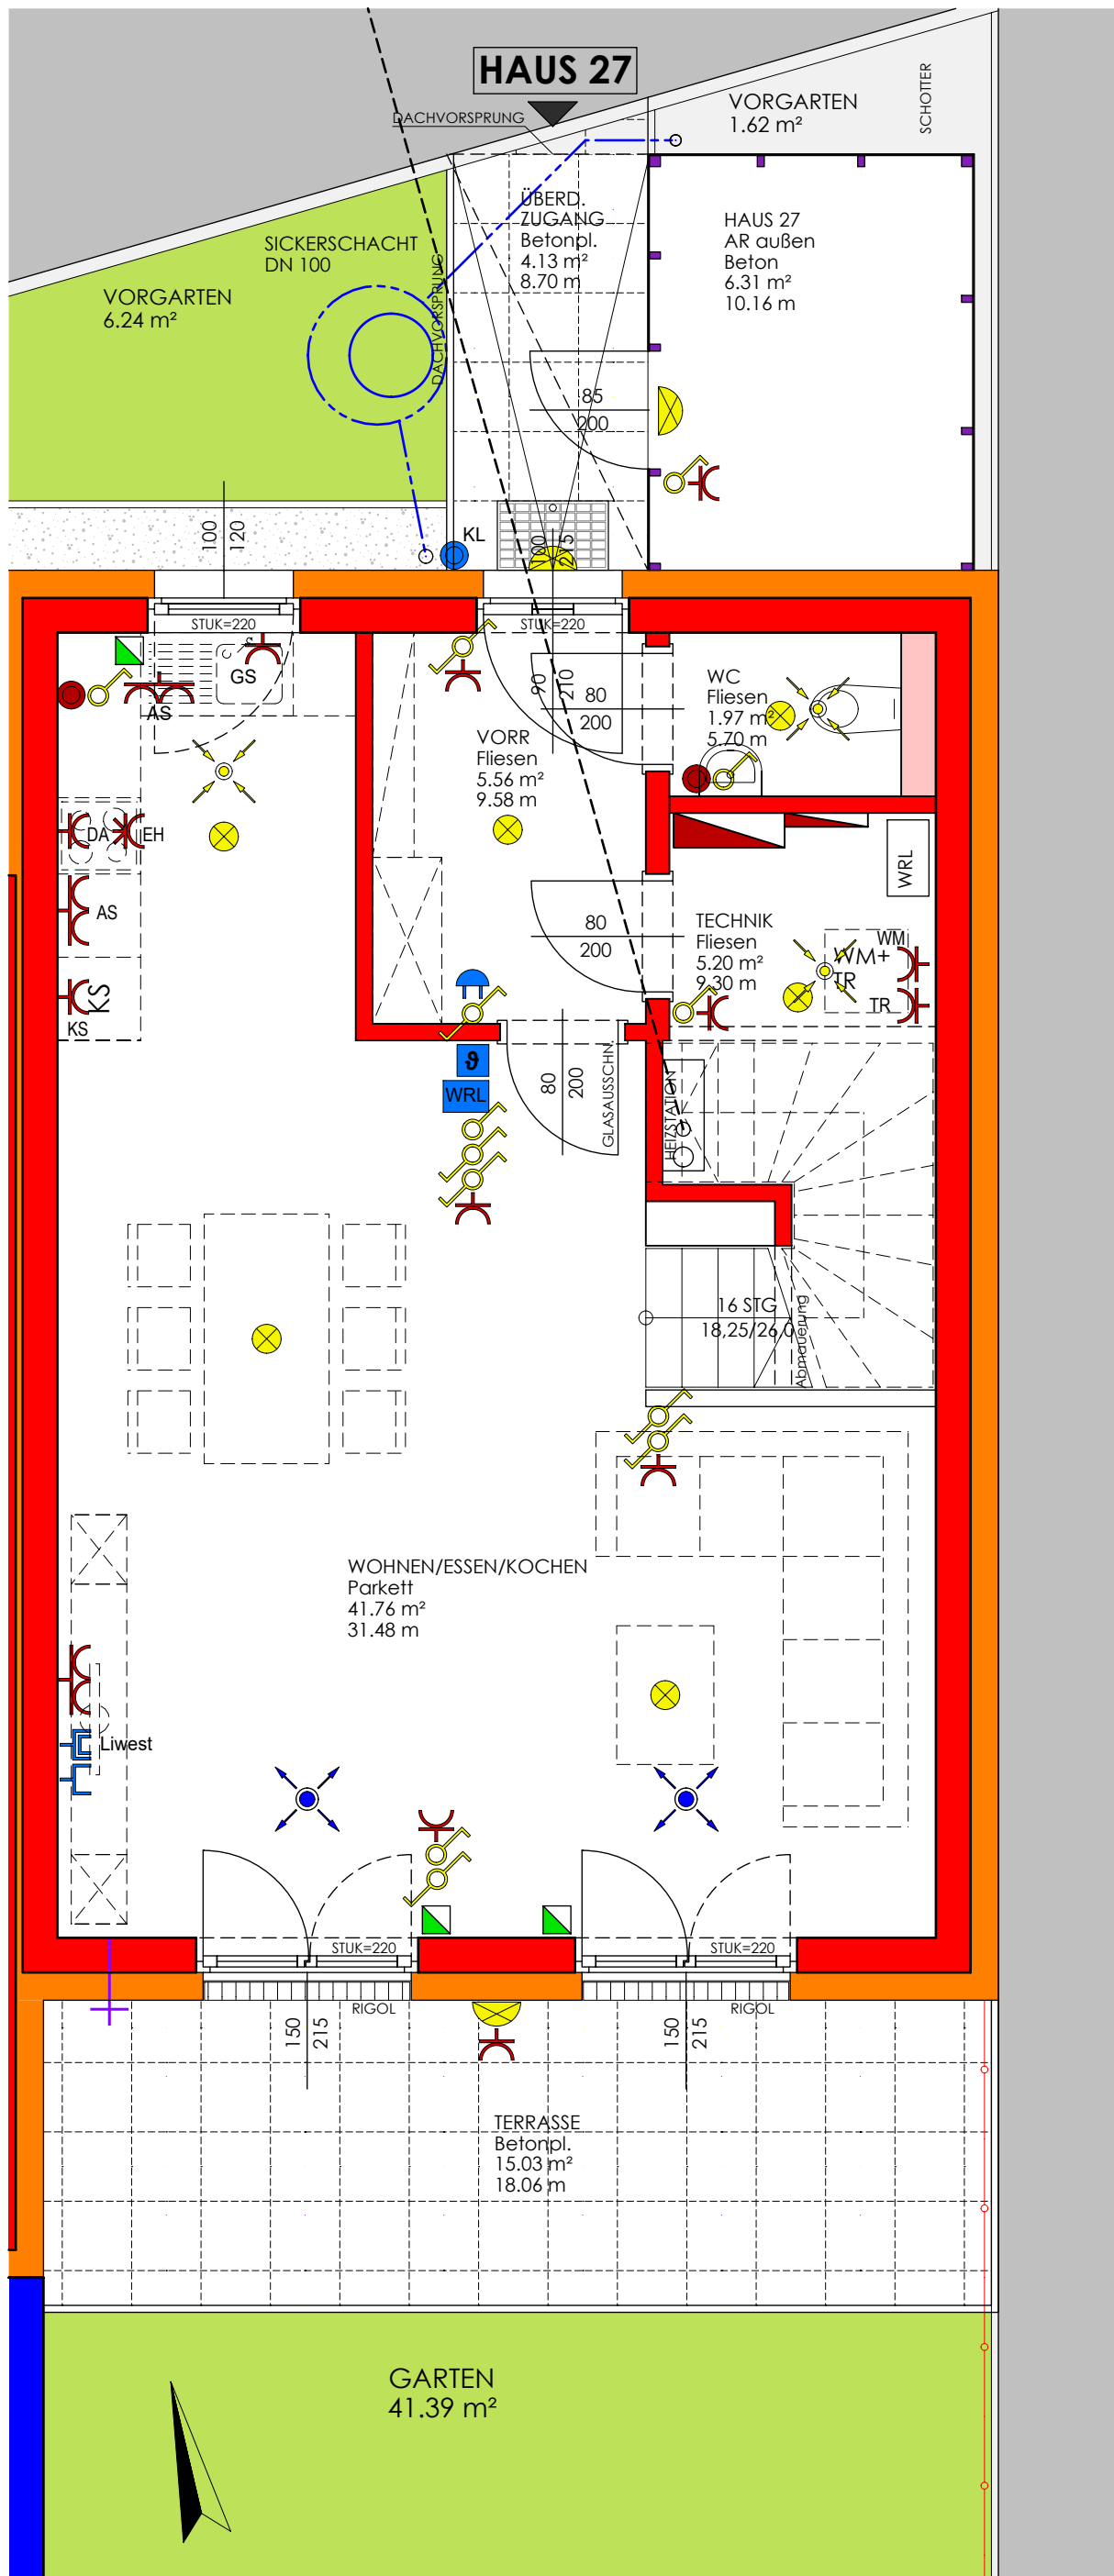 HAUS 27
DACHVORSPRUNG
VORGARTEN
1.62 m²
SCHOTTER
ÜBERD.
ZUGANG
Betonpl.
4.13 m²
8.70 m
HAUS 27
AR außen
Beton
6.31 m²
10.16 m
SICKERSCHACHT
DN 100
DACHVORSPRUNG
VORGARTEN
6.24 m²
85
200
100
120
KL
100
215
STUK=220
STUK=220
GS
AS
90
210
80
200
WC
Fliesen
1.97 m²
5.70 m
VORR
Fliesen
5.56 m²
9.58 m
DA
EH
WRL
AS
80
200
TECHNIK
Fliesen
5.20 m²
9.30 m
WM
WM+
TR
TR
KS
KS
ϑ
WRL
80
200
GLASAUSSCHN.
HEIZSTATION
16 STG
18,25/26,0
Abmauerung
WOHNEN/ESSEN/KOCHEN
Parkett
41.76 m²
31.48 m
Liwest
STUK=220
STUK=220
RIGOL
RIGOL
150
215
150
215
TERRASSE
Betonpl.
15.03 m²
18.06 m
GARTEN
41.39 m²